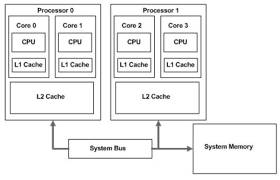 Processor 0
Processor 1
Core 0
Core 1
Core 2
Core 3
CPU
CPU
CPU
CPU
L1 Cache
L1 Cache
L1 Cache
L1 Cache
L2 Cache
L2 Cache
System Bus
System Memory